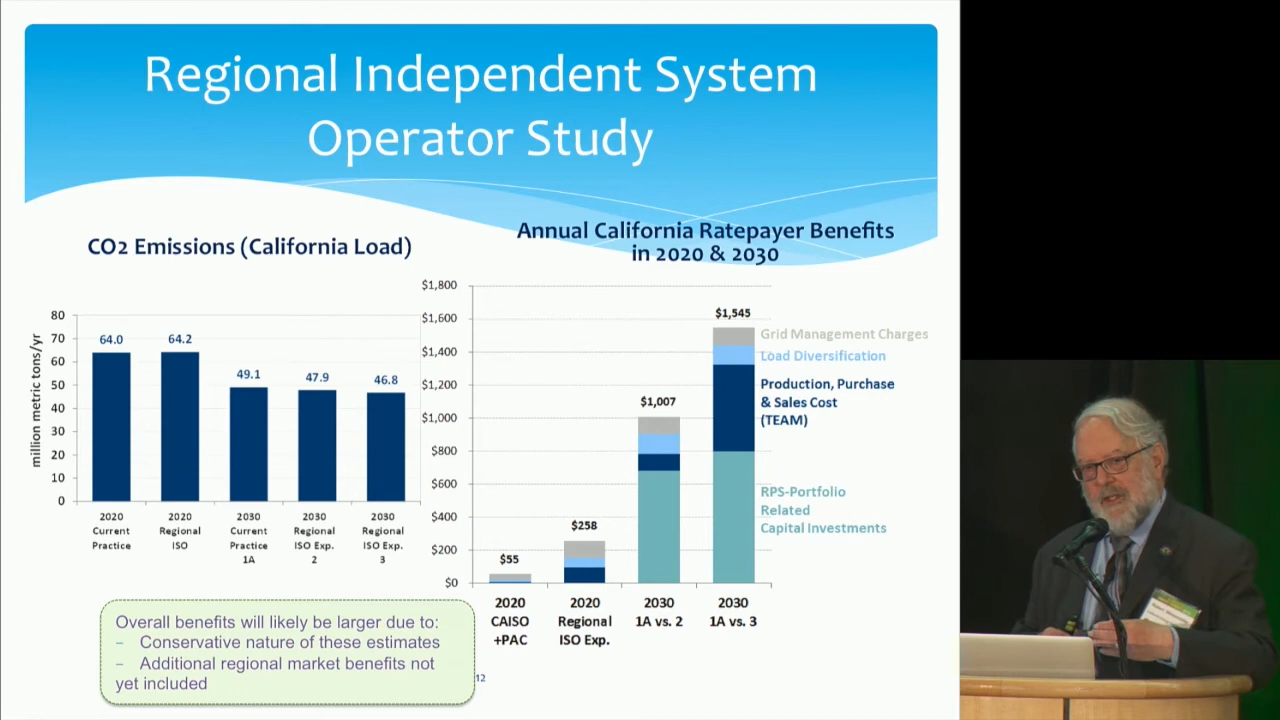 Regional Independent System
Operator Study
CO2 Emissions (California Load)
million metric tons/yr
80
70
60
50
40
30
20
10
0
64.0
64.2
49.1
47.9
46.8
2020
Current
Practice
2020
Regional
ISO
2030
Current
Practice
1A
2030
Regional
ISO Exp.
2
2030
Regional
ISO Exp.
3
Annual California Ratepayer Benefits
in 2020 & 2030
$1,800
$1,600
$1,400
$1,200
$1,000
$800
$600
$400
$200
$0
$55
$258
$1,007
$1,545
2020
CAISO
+PAC
2020
Regional
ISO Exp.
2030
1A vs. 2
2030
1A vs. 3
Grid Management Charges
Load Diversification
Production, Purchase
& Sales Cost
(TEAM)
RPS-Portfolio
Related
Capital Investments
Overall benefits will likely be larger due to:
– Conservative nature of these estimates
– Additional regional market benefits not
yet included
12